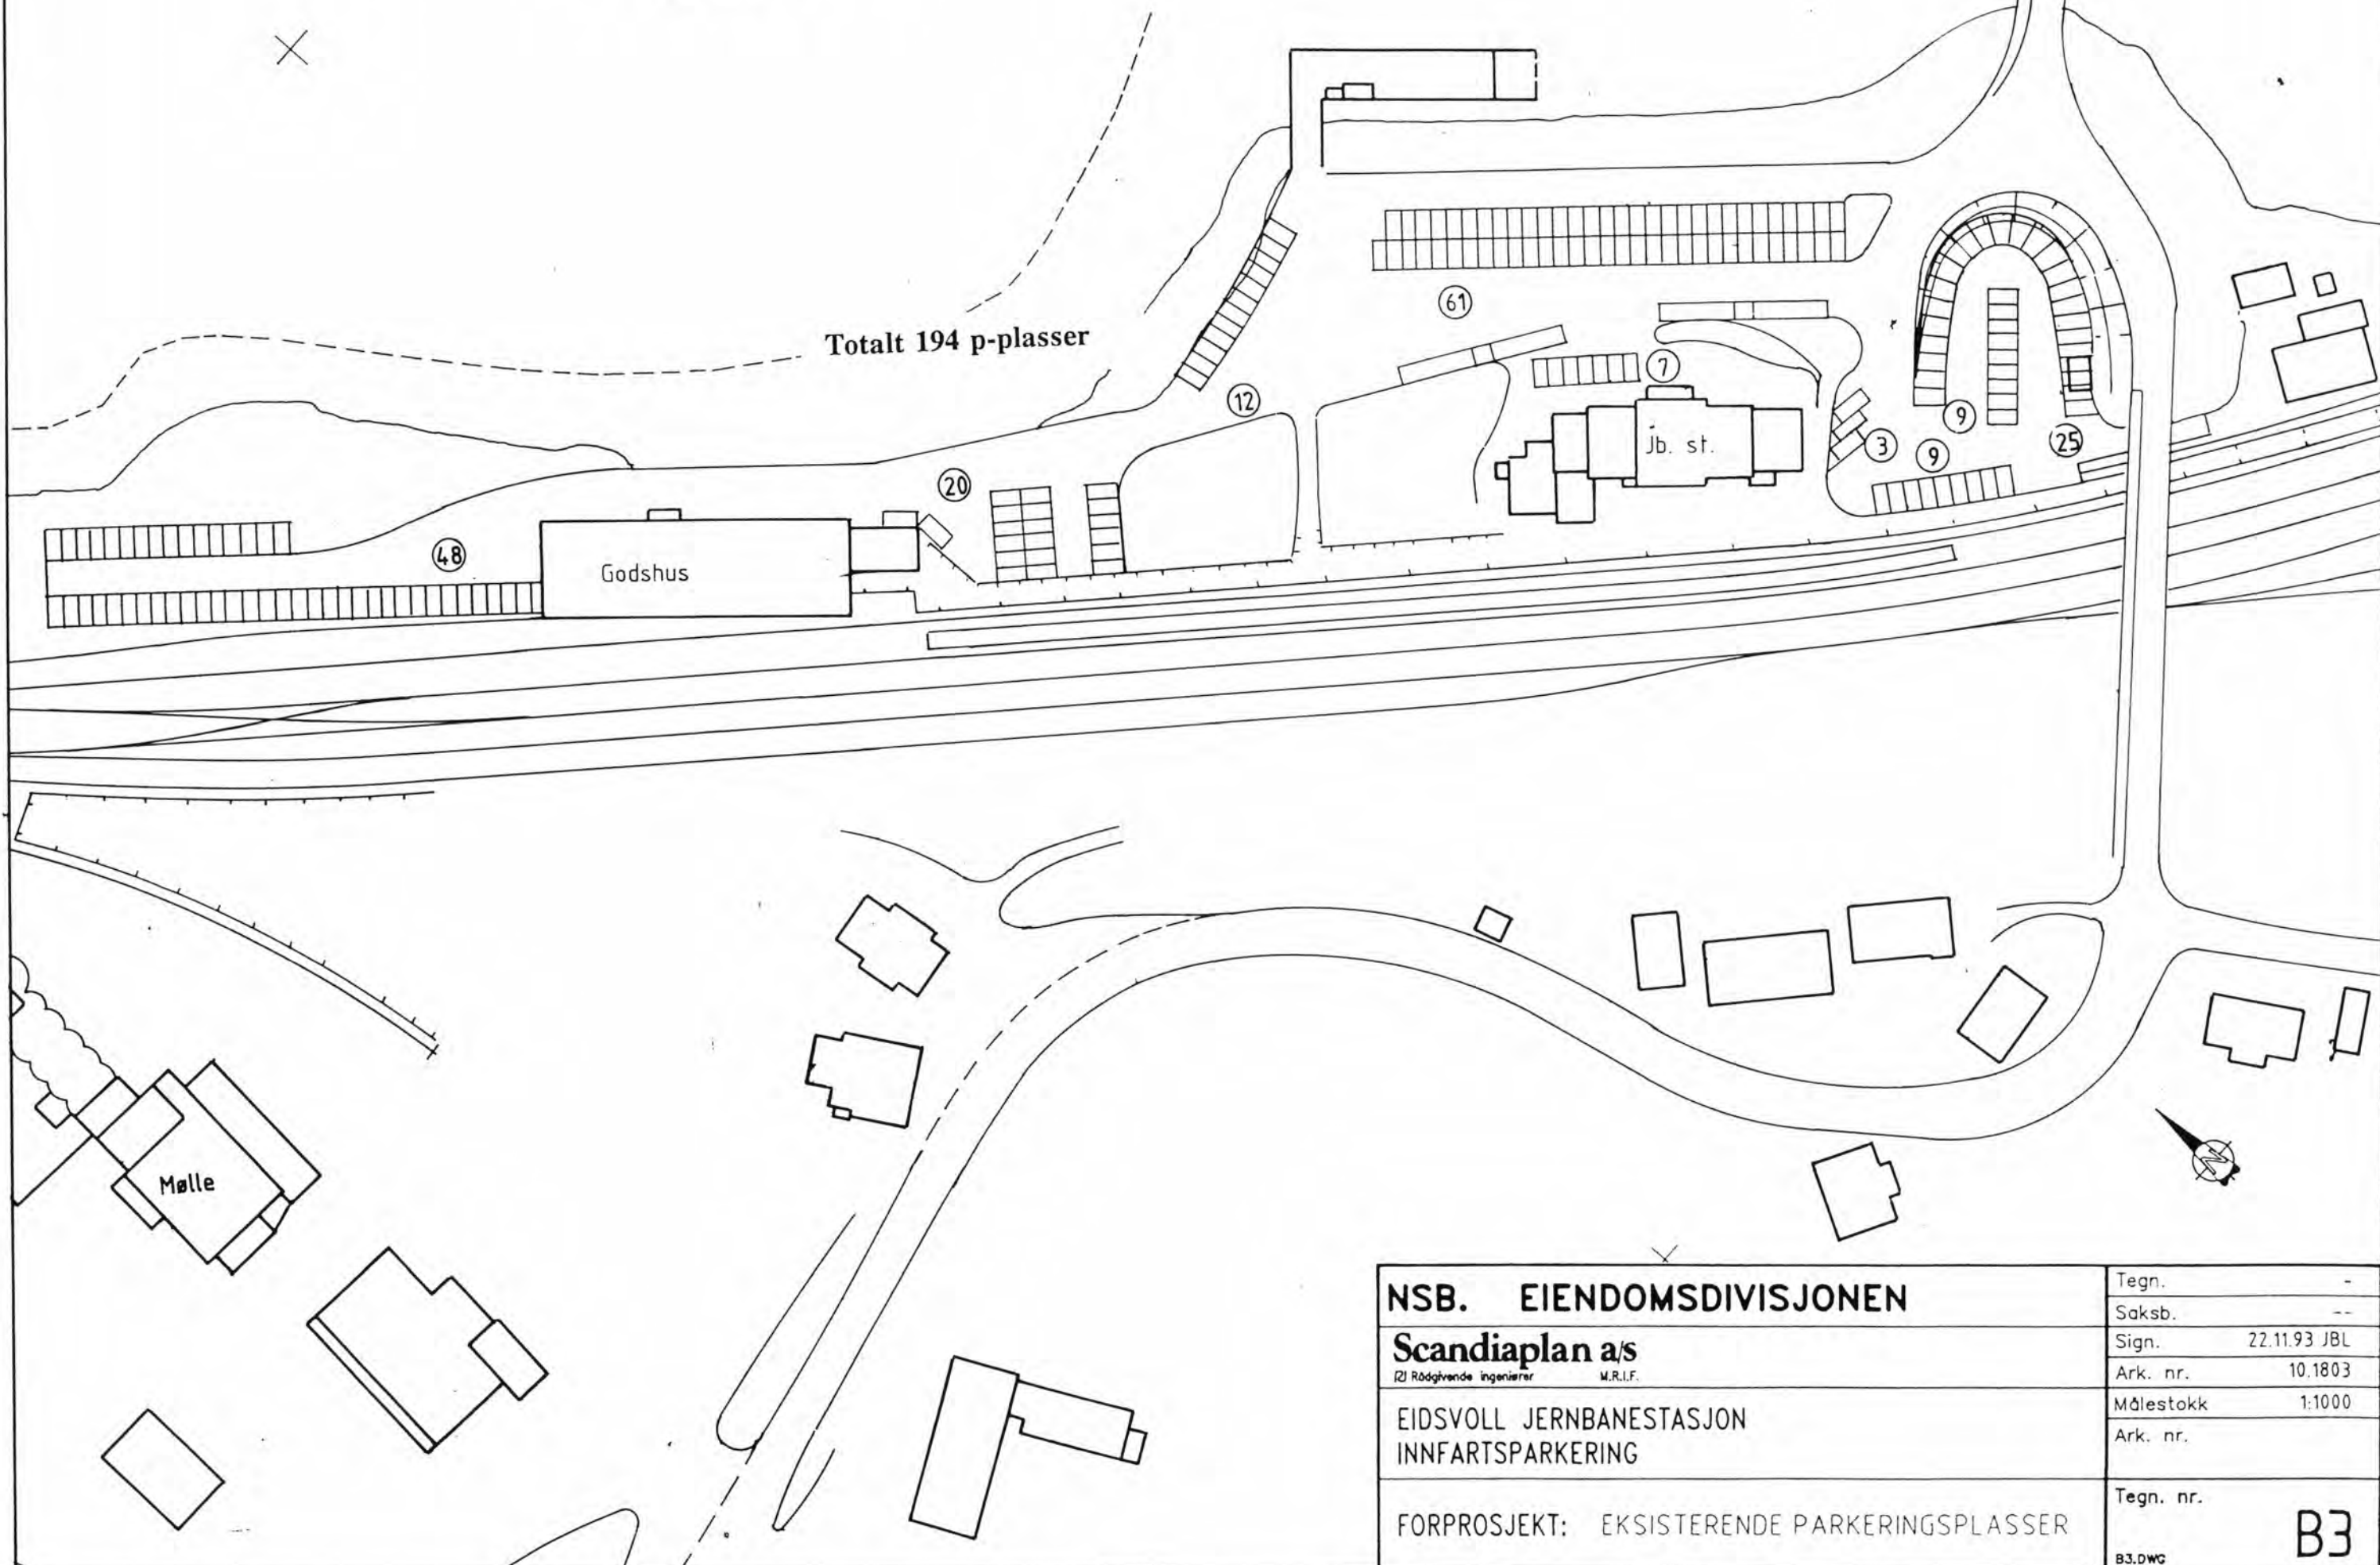 Totalt 194 p-plasser
61
7
12
Jb. st.
3
9
9
25
20
48
Godshus
Mølle
N
NSB. EIENDOMSDIVISJONEN
Scandiaplan a/s
Rådgivende ingeniører M.R.I.F.
EIDSVOLL JERNBANESTASJON
INNFARTSPARKERING
FORPROSJEKT: EKSISTERENDE PARKERINGSPLASSER
Tegn. -
Saksb. --
Sign. 22.11.93 JBL
Ark. nr. 10.1803
Målestokk 1:1000
Ark. nr.
Tegn. nr.
B3
B3.DWG